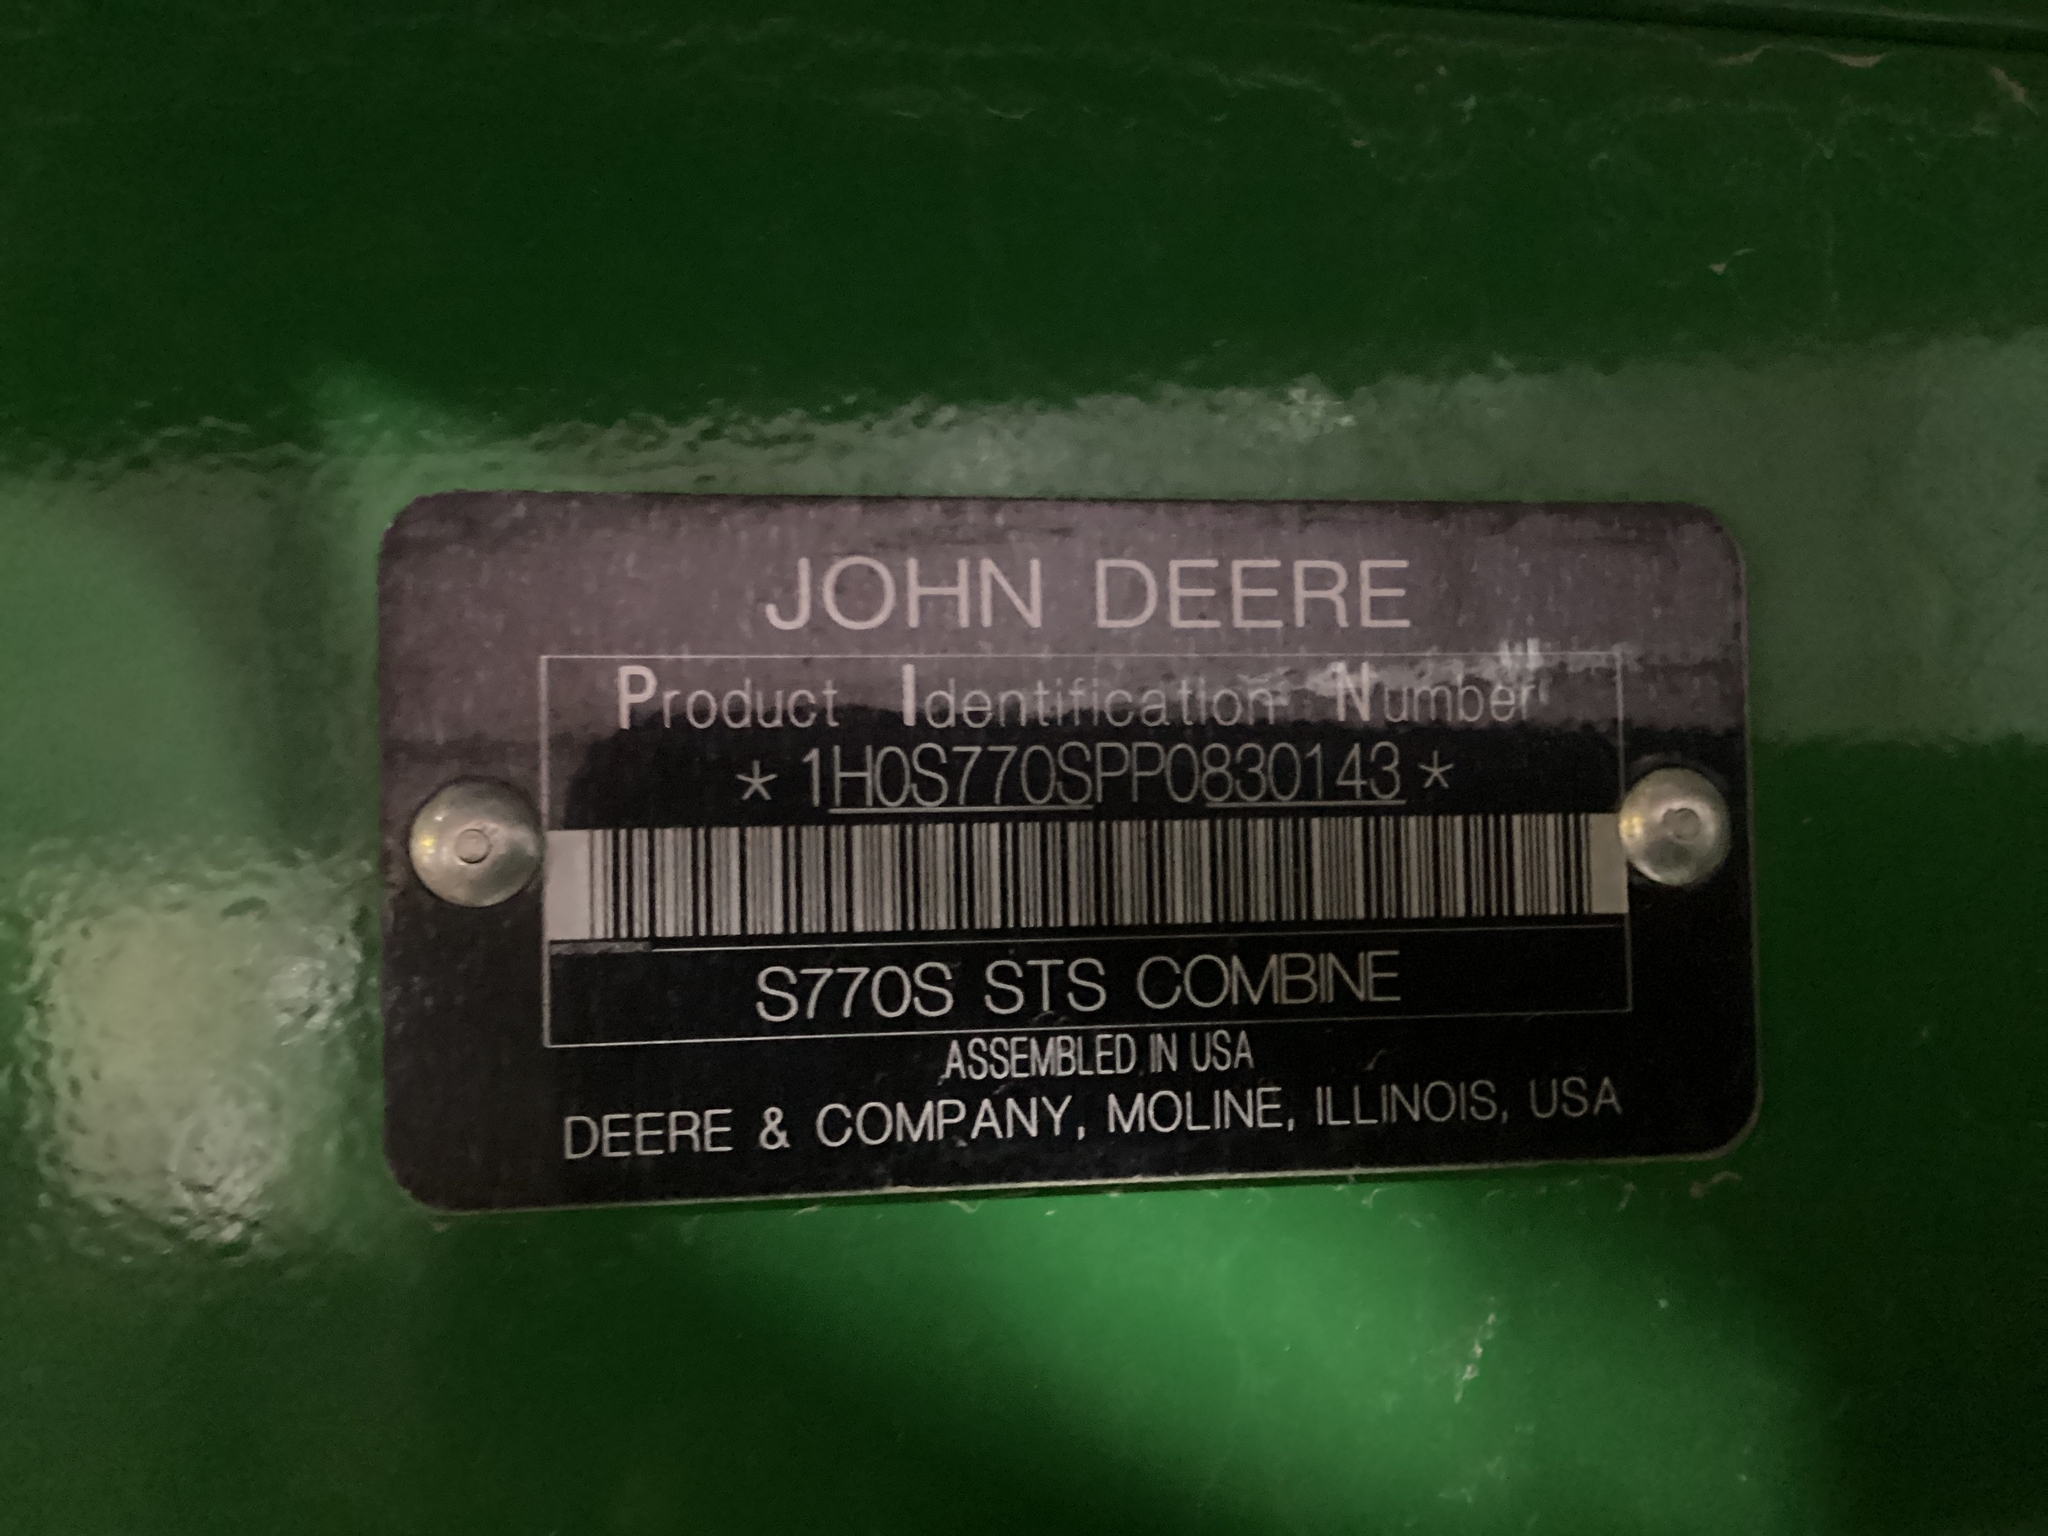 JOHN DEERE
Product Identification Number
*1H0S770SPP0830143*
S770S STS COMBINE
ASSEMBLED IN USA
DEERE & COMPANY, MOLINE, ILLINOIS, USA